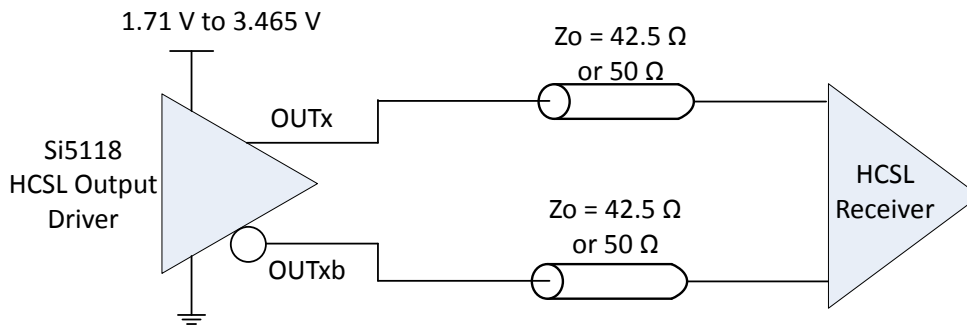 1.71 V to 3.465 V
Zo = 42.5 Ω
or 50 Ω
OUTx
Si5118
HCSL Output
Driver
HCSL
Receiver
Zo = 42.5 Ω
or 50 Ω
OUTxb